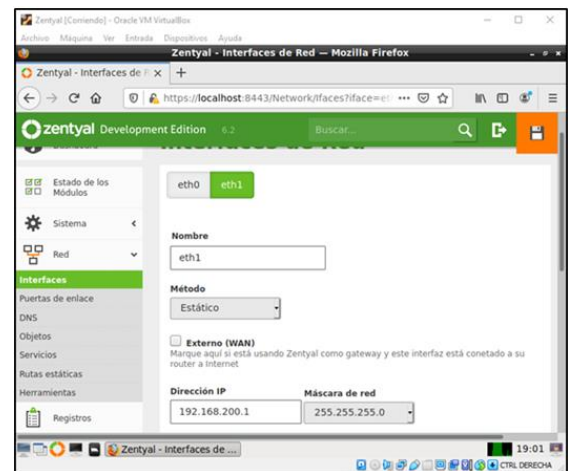 Zentyal [Corriendo] - Oracle VM VirtualBox
Archivo Máquina Ver Entrada Dispositivos Ayuda
Zentyal - Interfaces de Red — Mozilla Firefox
Zentyal - Interfaces de R
https://localhost:8443/Network/Ifaces?iface=et
zentyal Development Edition 6.2 Buscar...
Estado de los
Módulos
Sistema
Red
Interfaces
Puertas de enlace
DNS
Objetos
Servicios
Rutas estáticas
Herramientas
Registros
eth0 eth1
Nombre
eth1
Método
Estático
Externo (WAN)
Marque aquí si está usando Zentyal como gateway y este interfaz está conetado a su
router a Internet
Dirección IP Máscara de red
192.168.200.1 255.255.255.0
Zentyal - Interfaces de ... 19:01
CTRL DERECHA